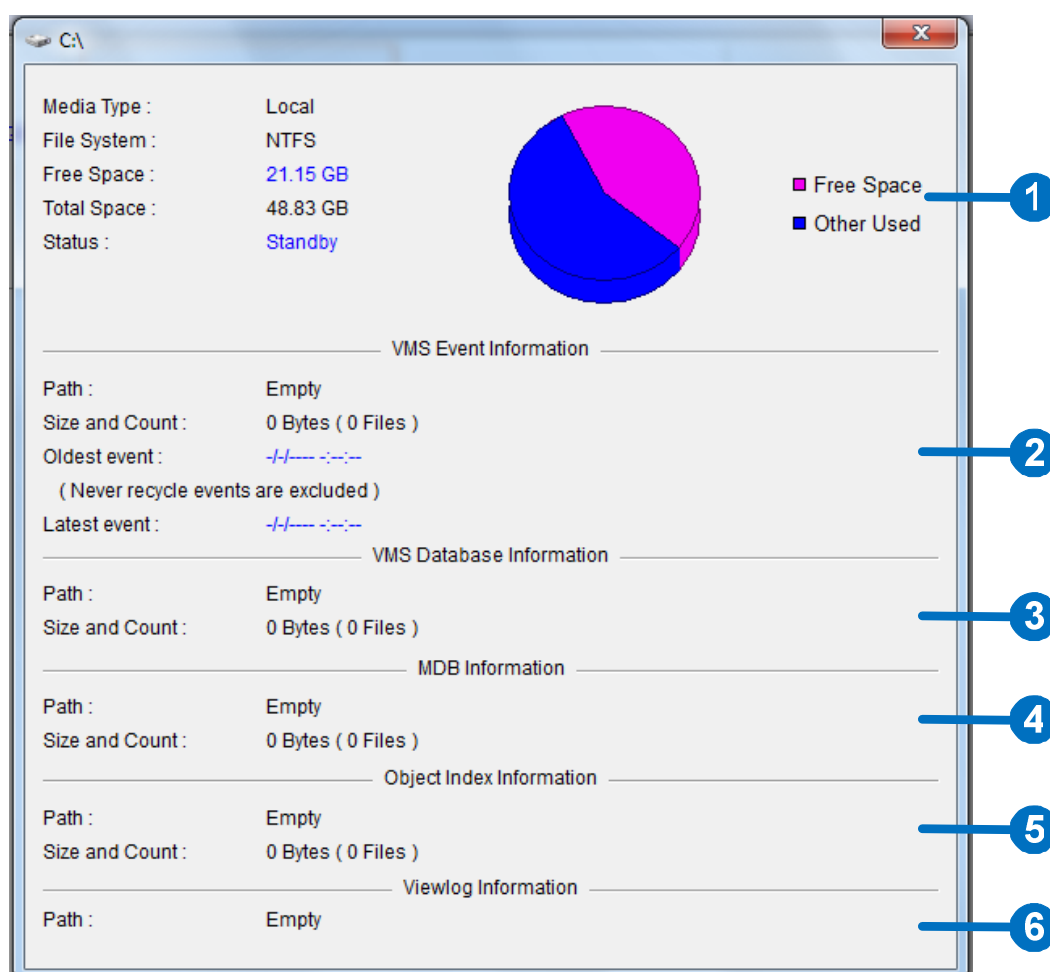 C:\
Media Type : Local
File System : NTFS
Free Space : 21.15 GB
Total Space : 48.83 GB
Status : Standby
Free Space
Other Used
1
VMS Event Information
Path : Empty
Size and Count : 0 Bytes ( 0 Files )
Oldest event : -/-/---- -:--:--
( Never recycle events are excluded )
Latest event : -/-/---- -:--:--
2
VMS Database Information
Path : Empty
Size and Count : 0 Bytes ( 0 Files )
3
MDB Information
Path : Empty
Size and Count : 0 Bytes ( 0 Files )
4
Object Index Information
Path : Empty
Size and Count : 0 Bytes ( 0 Files )
5
Viewlog Information
Path : Empty
6